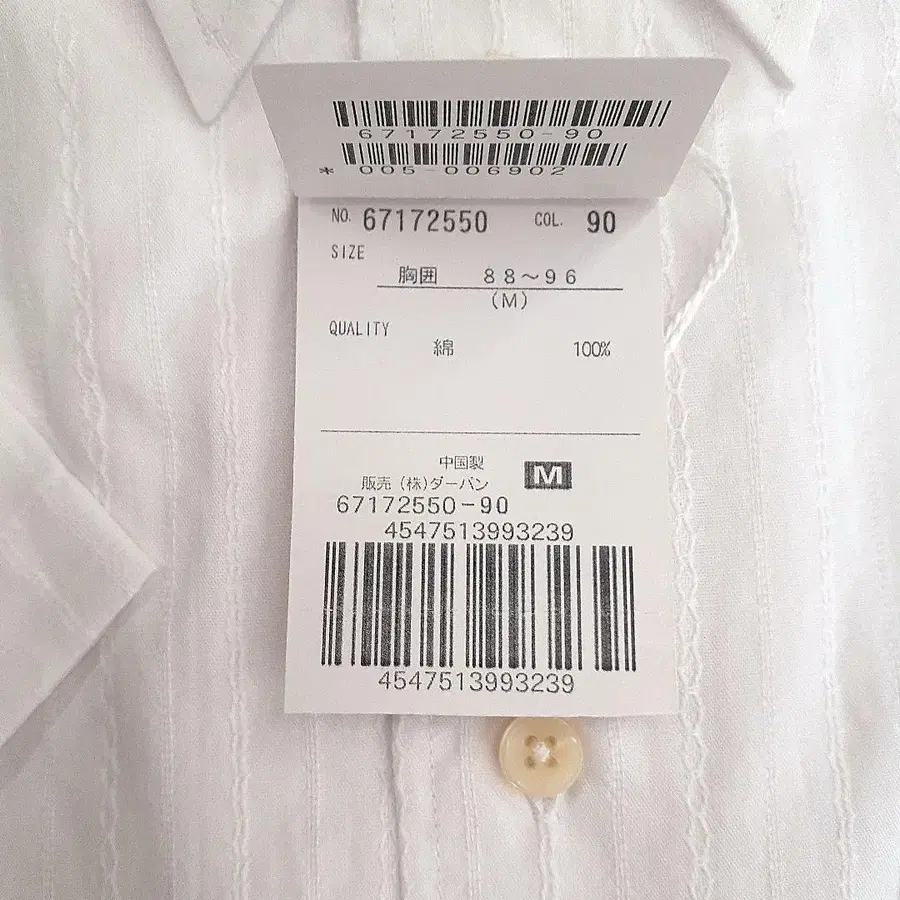 67172550-90
* 005-006902
NO. 67172550 COL. 90
SIZE
胸囲 88〜96
(M)
QUALITY
綿 100%
中国製
販売 (株)ダーバン M
67172550-90
4547513993239
4547513993239